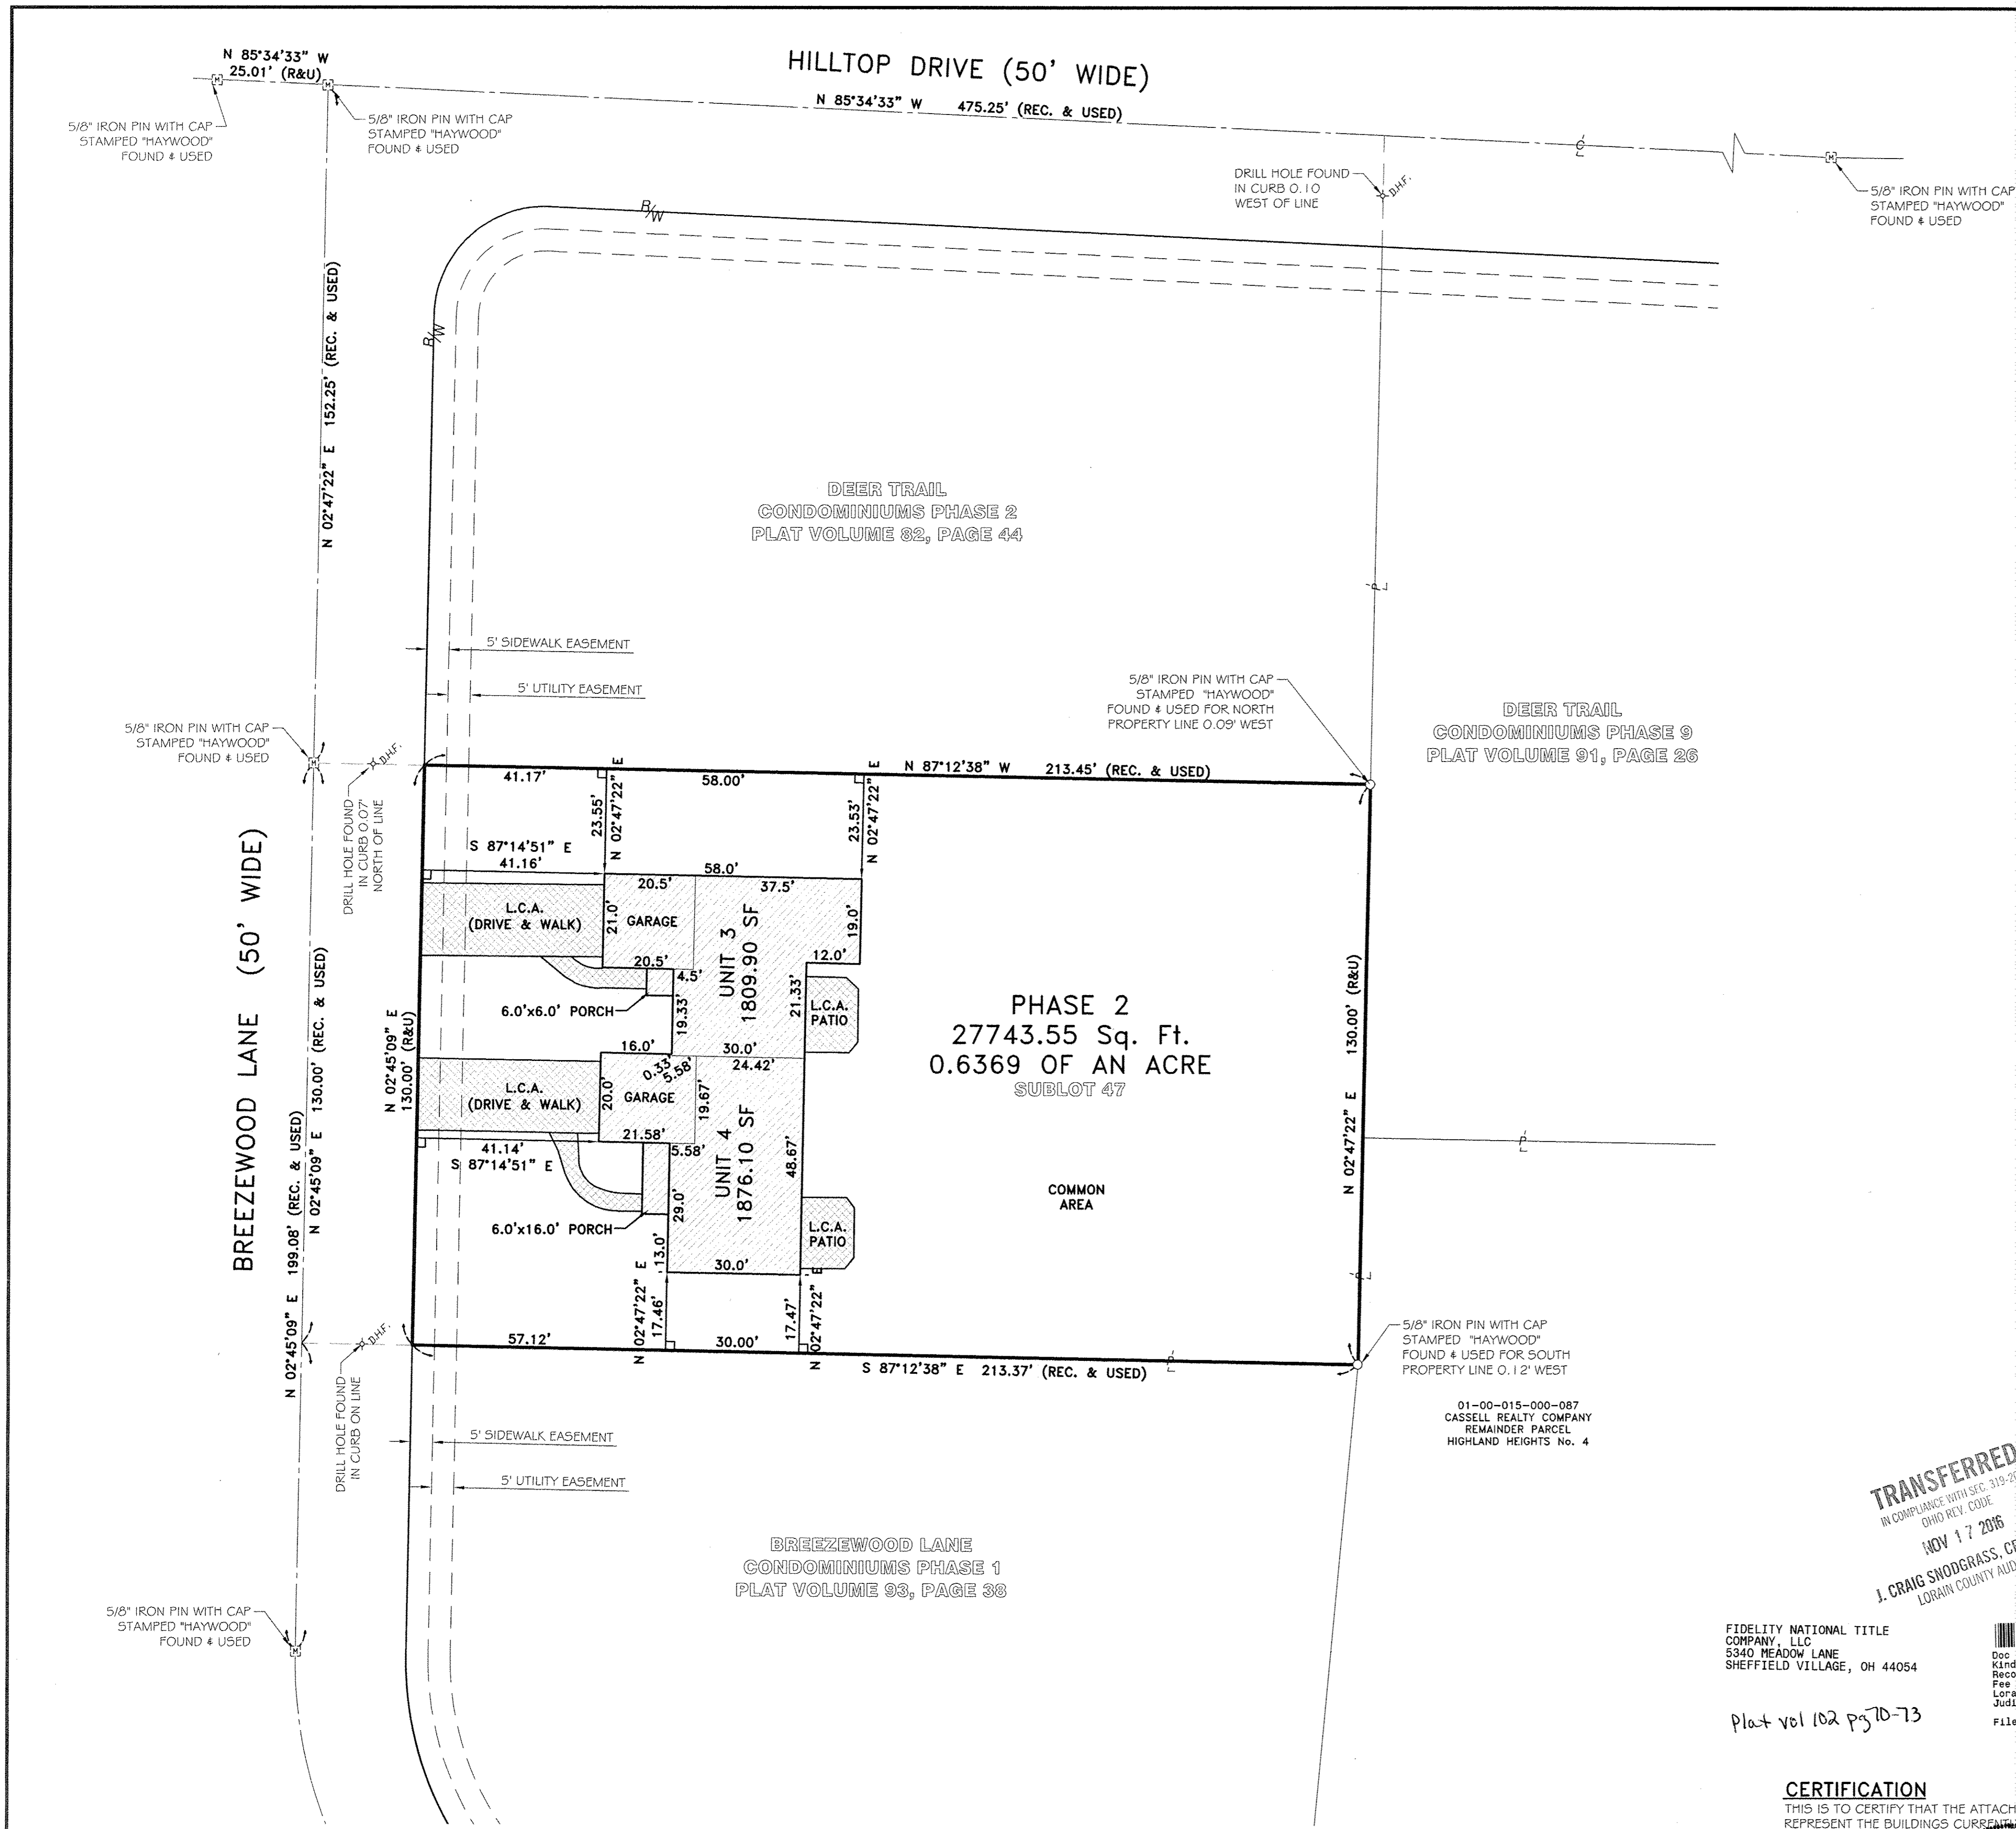 N 85°34'33" W
25.01' (R&U)
HILLTOP DRIVE (50' WIDE)
N 85°34'33" W 475.25' (REC. & USED)
5/8" IRON PIN WITH CAP
STAMPED "HAYWOOD"
FOUND & USED
5/8" IRON PIN WITH CAP
STAMPED "HAYWOOD"
FOUND & USED
DRILL HOLE FOUND
IN CURB 0.10
WEST OF LINE
D.H.F.
5/8" IRON PIN WITH CAP
STAMPED "HAYWOOD"
FOUND & USED
R/W
R/W
N 02°47'22" E 152.25' (REC. & USED)
DEER TRAIL
CONDOMINIUMS PHASE 2
PLAT VOLUME 82, PAGE 44
5' SIDEWALK EASEMENT
5' UTILITY EASEMENT
5/8" IRON PIN WITH CAP
STAMPED "HAYWOOD"
FOUND & USED FOR NORTH
PROPERTY LINE 0.09' WEST
DEER TRAIL
CONDOMINIUMS PHASE 9
PLAT VOLUME 91, PAGE 26
5/8" IRON PIN WITH CAP
STAMPED "HAYWOOD"
FOUND & USED
D.H.F.
DRILL HOLE FOUND
IN CURB 0.07'
NORTH OF LINE
41.17'
N 02°47'22" E
23.55'
58.00'
N 02°47'22" E
23.53'
N 87°12'38" W 213.45' (REC. & USED)
S 87°14'51" E
41.16'
58.0'
20.5'
37.5'
L.C.A.
(DRIVE & WALK)
21.0'
GARAGE
UNIT 3
1809.90 SF
19.0'
12.0'
20.5'
4.5'
6.0'x6.0' PORCH
19.33'
21.33'
L.C.A.
PATIO
16.0'
30.0'
0.33'
5.58'
24.42'
L.C.A.
(DRIVE & WALK)
20.0'
GARAGE
19.67'
UNIT 4
1876.10 SF
21.58'
5.58'
48.67'
41.14'
S 87°14'51" E
29.0'
6.0'x16.0' PORCH
L.C.A.
PATIO
13.0'
30.0'
N 02°47'22" E
17.46'
17.47'
N 02°47'22" E
57.12'
30.00'
S 87°12'38" E 213.37' (REC. & USED)
PHASE 2
27743.55 Sq. Ft.
0.6369 OF AN ACRE
SUBLOT 47
COMMON
AREA
N 02°47'22" E 130.00' (R&U)
BREEZEWOOD LANE (50' WIDE)
N 02°45'09" E 199.08' (REC. & USED)
N 02°45'09" E 130.00' (REC. & USED)
N 02°45'09" E
130.00' (R&U)
D.H.F.
DRILL HOLE FOUND
IN CURB ON LINE
5/8" IRON PIN WITH CAP
STAMPED "HAYWOOD"
FOUND & USED FOR SOUTH
PROPERTY LINE 0.12' WEST
01-00-015-000-087
CASSELL REALTY COMPANY
REMAINDER PARCEL
HIGHLAND HEIGHTS No. 4
5' SIDEWALK EASEMENT
5' UTILITY EASEMENT
BREEZEWOOD LANE
CONDOMINIUMS PHASE 1
PLAT VOLUME 93, PAGE 38
5/8" IRON PIN WITH CAP
STAMPED "HAYWOOD"
FOUND & USED
TRANSFERRED
IN COMPLIANCE WITH SEC. 319-20
OHIO REV. CODE
NOV 17 2016
J. CRAIG SNODGRASS,
LORAIN COUNTY
FIDELITY NATIONAL TITLE
COMPANY, LLC
5340 MEADOW LANE
SHEFFIELD VILLAGE, OH 44054
Doc
Kind
Reco
Fee
Lora
Judi
File
Plat vol 102 pg 70-73
CERTIFICATION
THIS IS TO CERTIFY THAT THE ATTACH
REPRESENT THE BUILDINGS